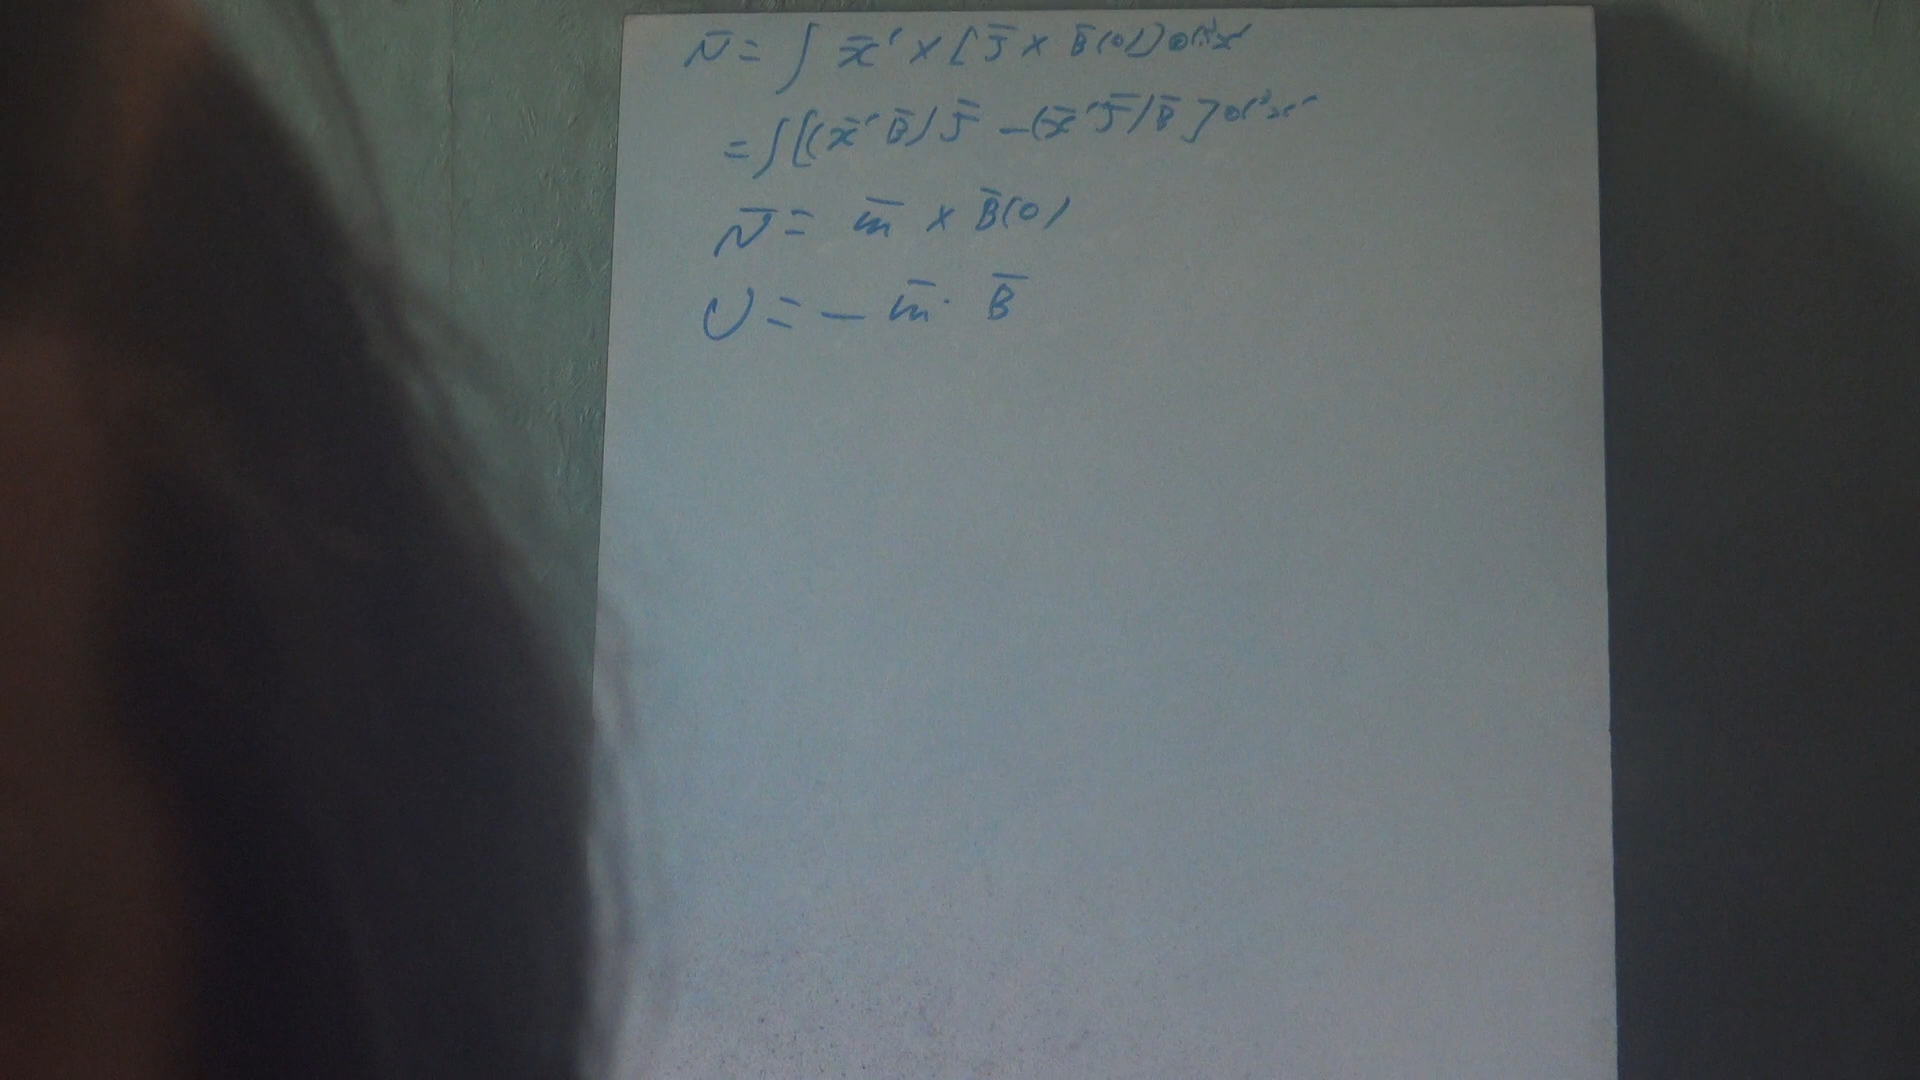 N̄ = ∫ x̄' × [J̄ × B̄(0)] d³x'
= ∫[(x̄' B̄) J̄ − (x̄' J̄) B̄] d³x'
N̄ = m̄ × B̄(0)
U = − m̄ · B̄